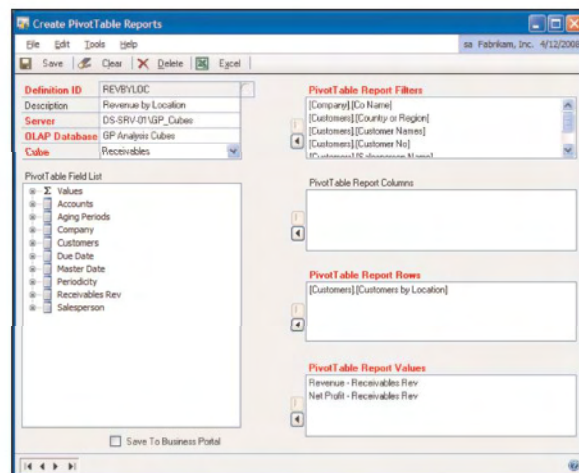 Create PivotTable Reports
File Edit Tools Help
sa Fabrikam, Inc. 4/12/2008
Save Clear Delete Excel
Definition ID REVBYLOC
Description Revenue by Location
Server DS-SRV-01\GP_Cubes
OLAP Database GP Analysis Cubes
Cube Receivables
PivotTable Field List
Σ Values
Accounts
Aging Periods
Company
Customers
Due Date
Master Date
Periodicity
Receivables Rev
Salesperson
Save To Business Portal
PivotTable Report Filters
[Company].[Co Name]
[Customers].[Country or Region]
[Customers].[Customer Names]
[Customers].[Customer No]
[Customers].[Salesperson Name]
PivotTable Report Columns
PivotTable Report Rows
[Customers].[Customers by Location]
PivotTable Report Values
Revenue - Receivables Rev
Net Profit - Receivables Rev